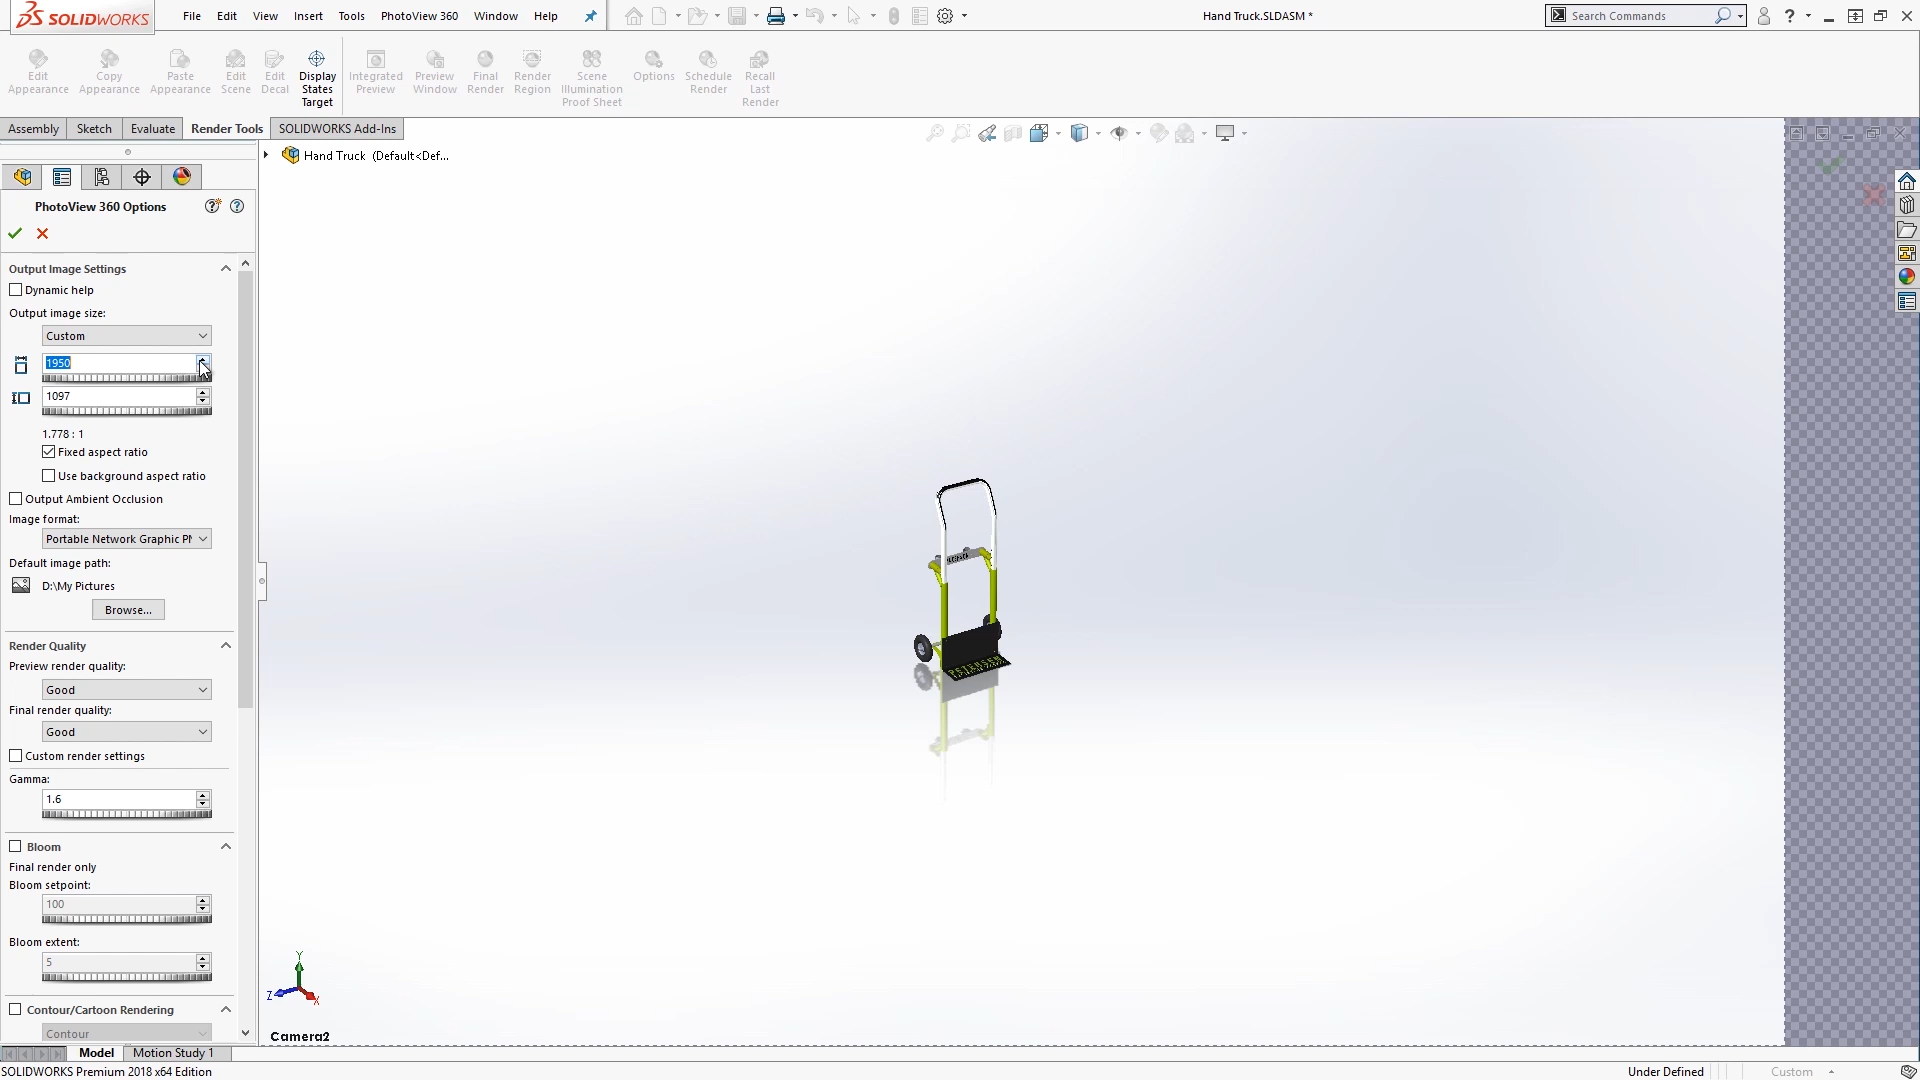 SOLIDWORKS
File Edit View Insert Tools PhotoView 360 Window Help
Hand Truck.SLDASM *
Search Commands
Edit Appearance
Copy Appearance
Paste Appearance
Edit Scene
Edit Decal
Display States Target
Integrated Preview
Preview Window
Final Render
Render Region
Scene Illumination Proof Sheet
Options
Schedule Render
Recall Last Render
Assembly Sketch Evaluate Render Tools SOLIDWORKS Add-Ins
Hand Truck (Default<Def...
PhotoView 360 Options
Output Image Settings
Dynamic help
Output image size:
Custom
1950
1097
1.778 : 1
Fixed aspect ratio
Use background aspect ratio
Output Ambient Occlusion
Image format:
Portable Network Graphic PN
Default image path:
D:\My Pictures
Browse...
Render Quality
Preview render quality:
Good
Final render quality:
Good
Custom render settings
Gamma:
1.6
Bloom
Final render only
Bloom setpoint:
100
Bloom extent:
5
Contour/Cartoon Rendering
Contour
PETERSEN
Y
Z
X
Camera2
Model Motion Study 1
SOLIDWORKS Premium 2018 x64 Edition
Under Defined
Custom